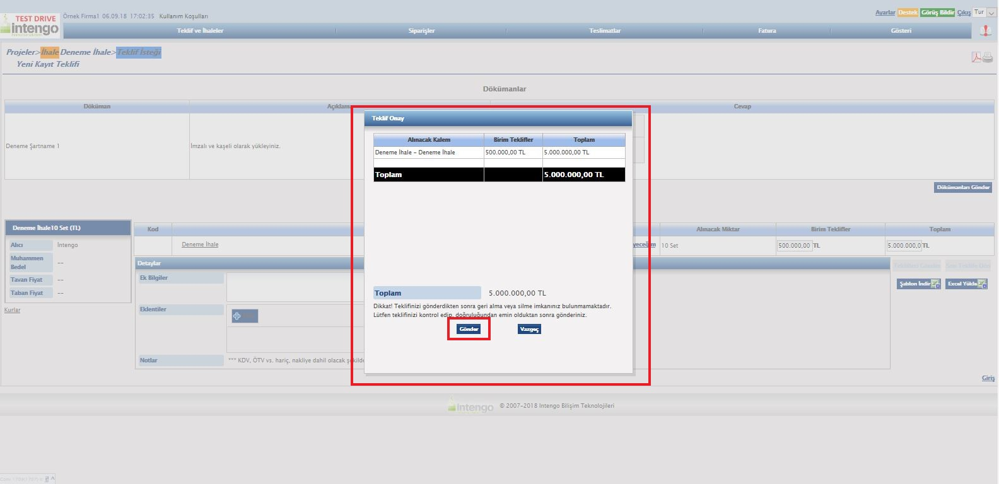 TEST DRIVE
intengo
Örnek Firma1 06.09.18 17:02:35 Kullanım Koşulları
Ayarlar Destek Görüş Bildir Çıkış Tur
Teklif ve İhaleler Siparişler Teslimatlar Fatura Gösteri
Projeler>İhale Deneme İhale>Teklif İsteği
Yeni Kayıt Teklifi
Dökümanlar
Döküman Açıklama Cevap
Deneme Şartname 1 İmzalı ve kaşeli olarak yükleyiniz.
Dökümanları Gönder
Teklif Onay
Alınacak Kalem Birim Teklifler Toplam
Deneme İhale - Deneme İhale 500.000,00 TL 5.000.000,00 TL
Toplam 5.000.000,00 TL
Toplam 5.000.000,00 TL
Dikkat! Teklifinizi gönderdikten sonra geri alma veya silme imkanınız bulunmamaktadır.
Lütfen teklifinizi kontrol edip, doğruluğundan emin olduktan sonra gönderiniz.
Gönder Vazgeç
Deneme İhale10 Set (TL)
Alıcı İntengo
Muhammen
Bedel --
Tavan Fiyat --
Taban Fiyat --
Kurlar
Kod Alınacak Miktar Birim Teklifler Toplam
Deneme İhale yeceğim 10 Set 500.000,00 TL 5.000.000,0 TL
Detaylar
Ek Bilgiler
Eklentiler
Notlar *** KDV, ÖTV vs. hariç, nakliye dahil olacak şekilde
Teklifleri Gönder Son Teklife Dön
Şablon İndir Excel Yükle
Giriş
intengo © 2007-2018 Intengo Bilişim Teknolojileri